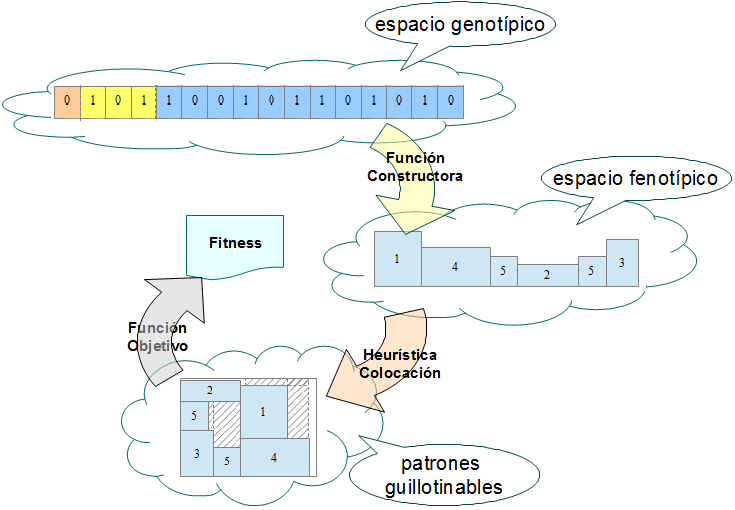 espacio genotípico
0 1 0 1 1 0 0 1 0 1 1 0 1 0 1 0
Función
Constructora
espacio fenotípico
1 4 5 2 5 3
Fitness
Función
Objetivo
Heurística
Colocación
2
5 1
3 5 4
patrones
guillotinables